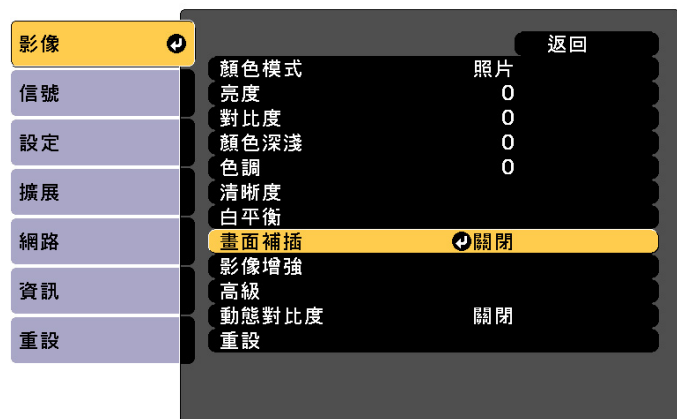 影像
信號
設定
擴展
網路
資訊
重設
返回
顏色模式 照片
亮度 0
對比度 0
顏色深淺 0
色調 0
清晰度
白平衡
畫面補插 關閉
影像增強
高級
動態對比度 關閉
重設